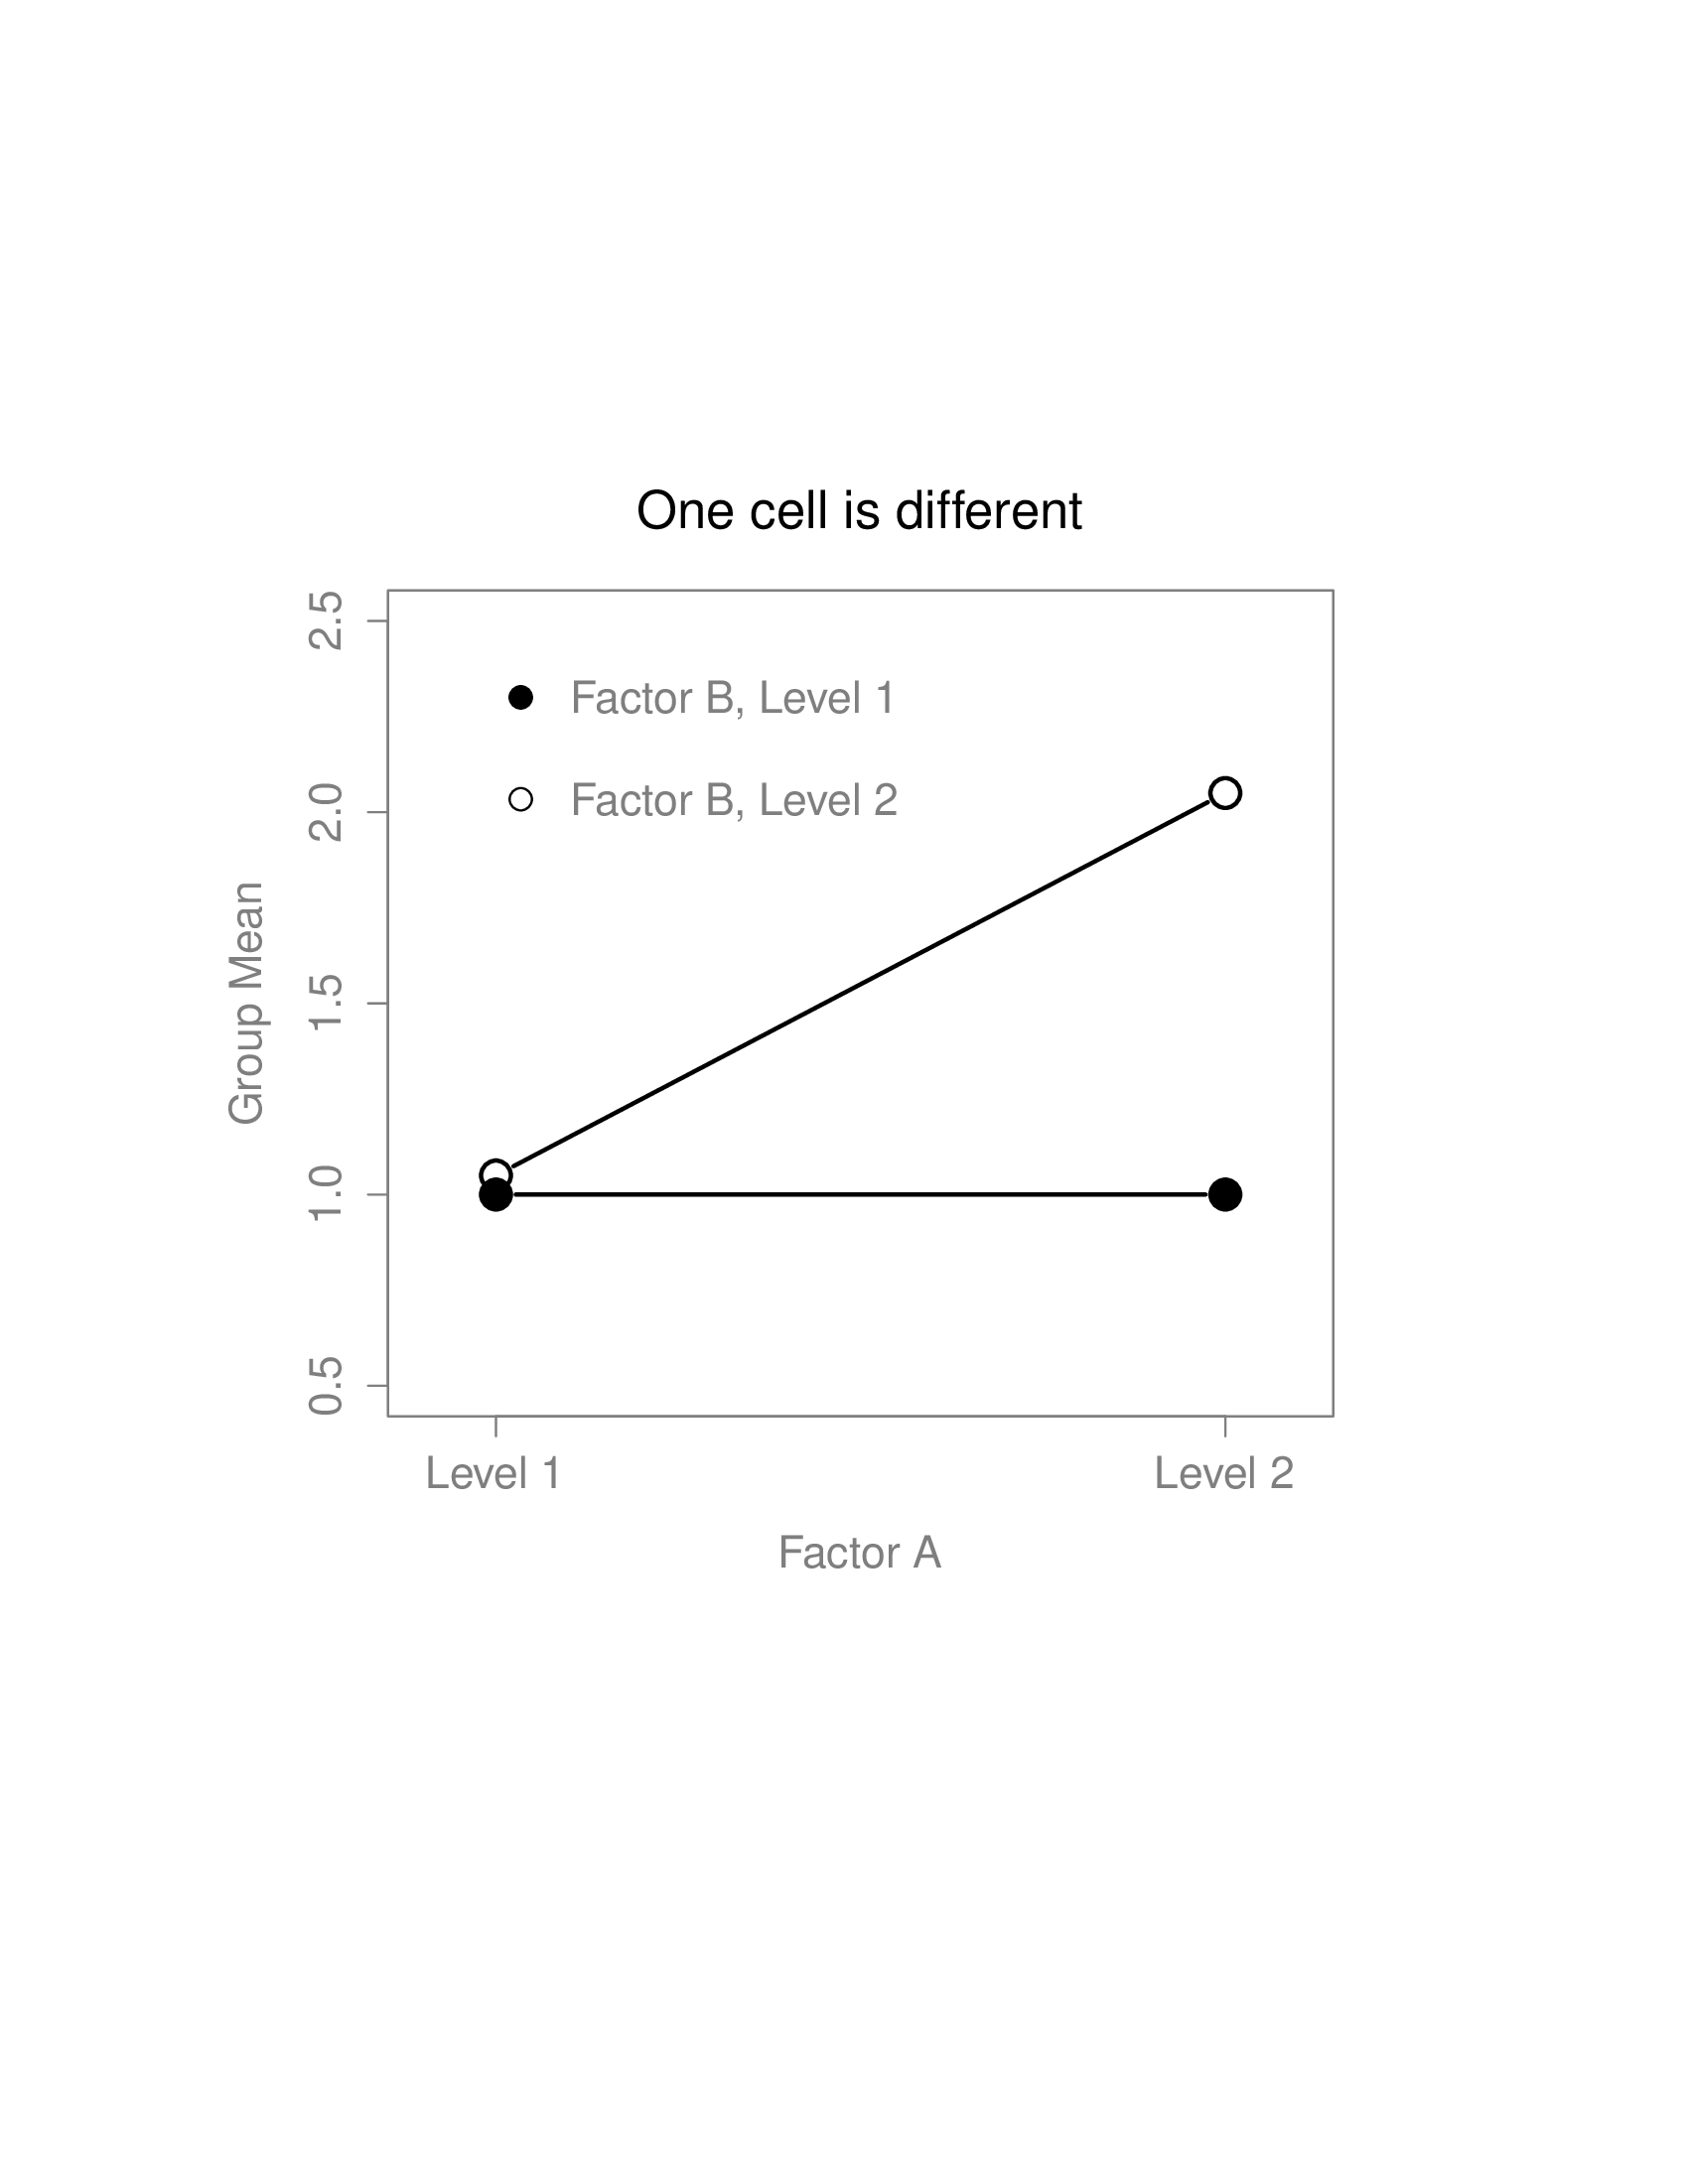 One cell is different
Factor B, Level 1
Factor B, Level 2
Group Mean
2.5
2.0
1.5
1.0
0.5
Level 1
Level 2
Factor A